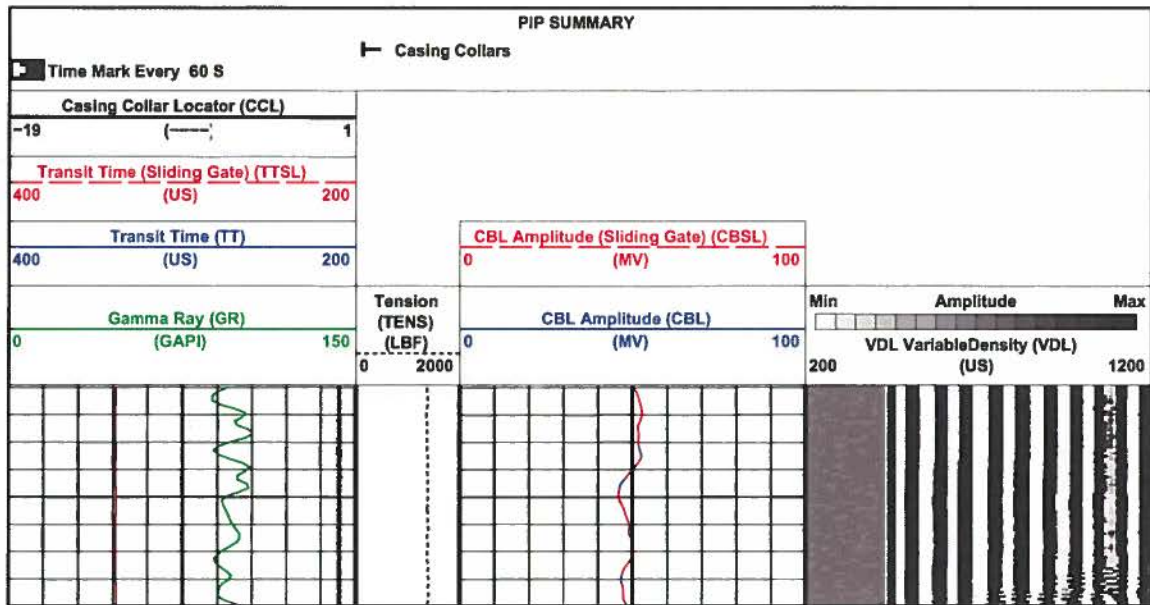 PIP SUMMARY
Casing Collars
Time Mark Every 60 S
Casing Collar Locator (CCL)
-19 (----) 1
Transit Time (Sliding Gate) (TTSL)
400 (US) 200
Transit Time (TT)
400 (US) 200
CBL Amplitude (Sliding Gate) (CBSL)
0 (MV) 100
Gamma Ray (GR)
0 (GAPI) 150
Tension
(TENS)
(LBF)
0 2000
CBL Amplitude (CBL)
0 (MV) 100
Min Amplitude Max
VDL VariableDensity (VDL)
200 (US) 1200